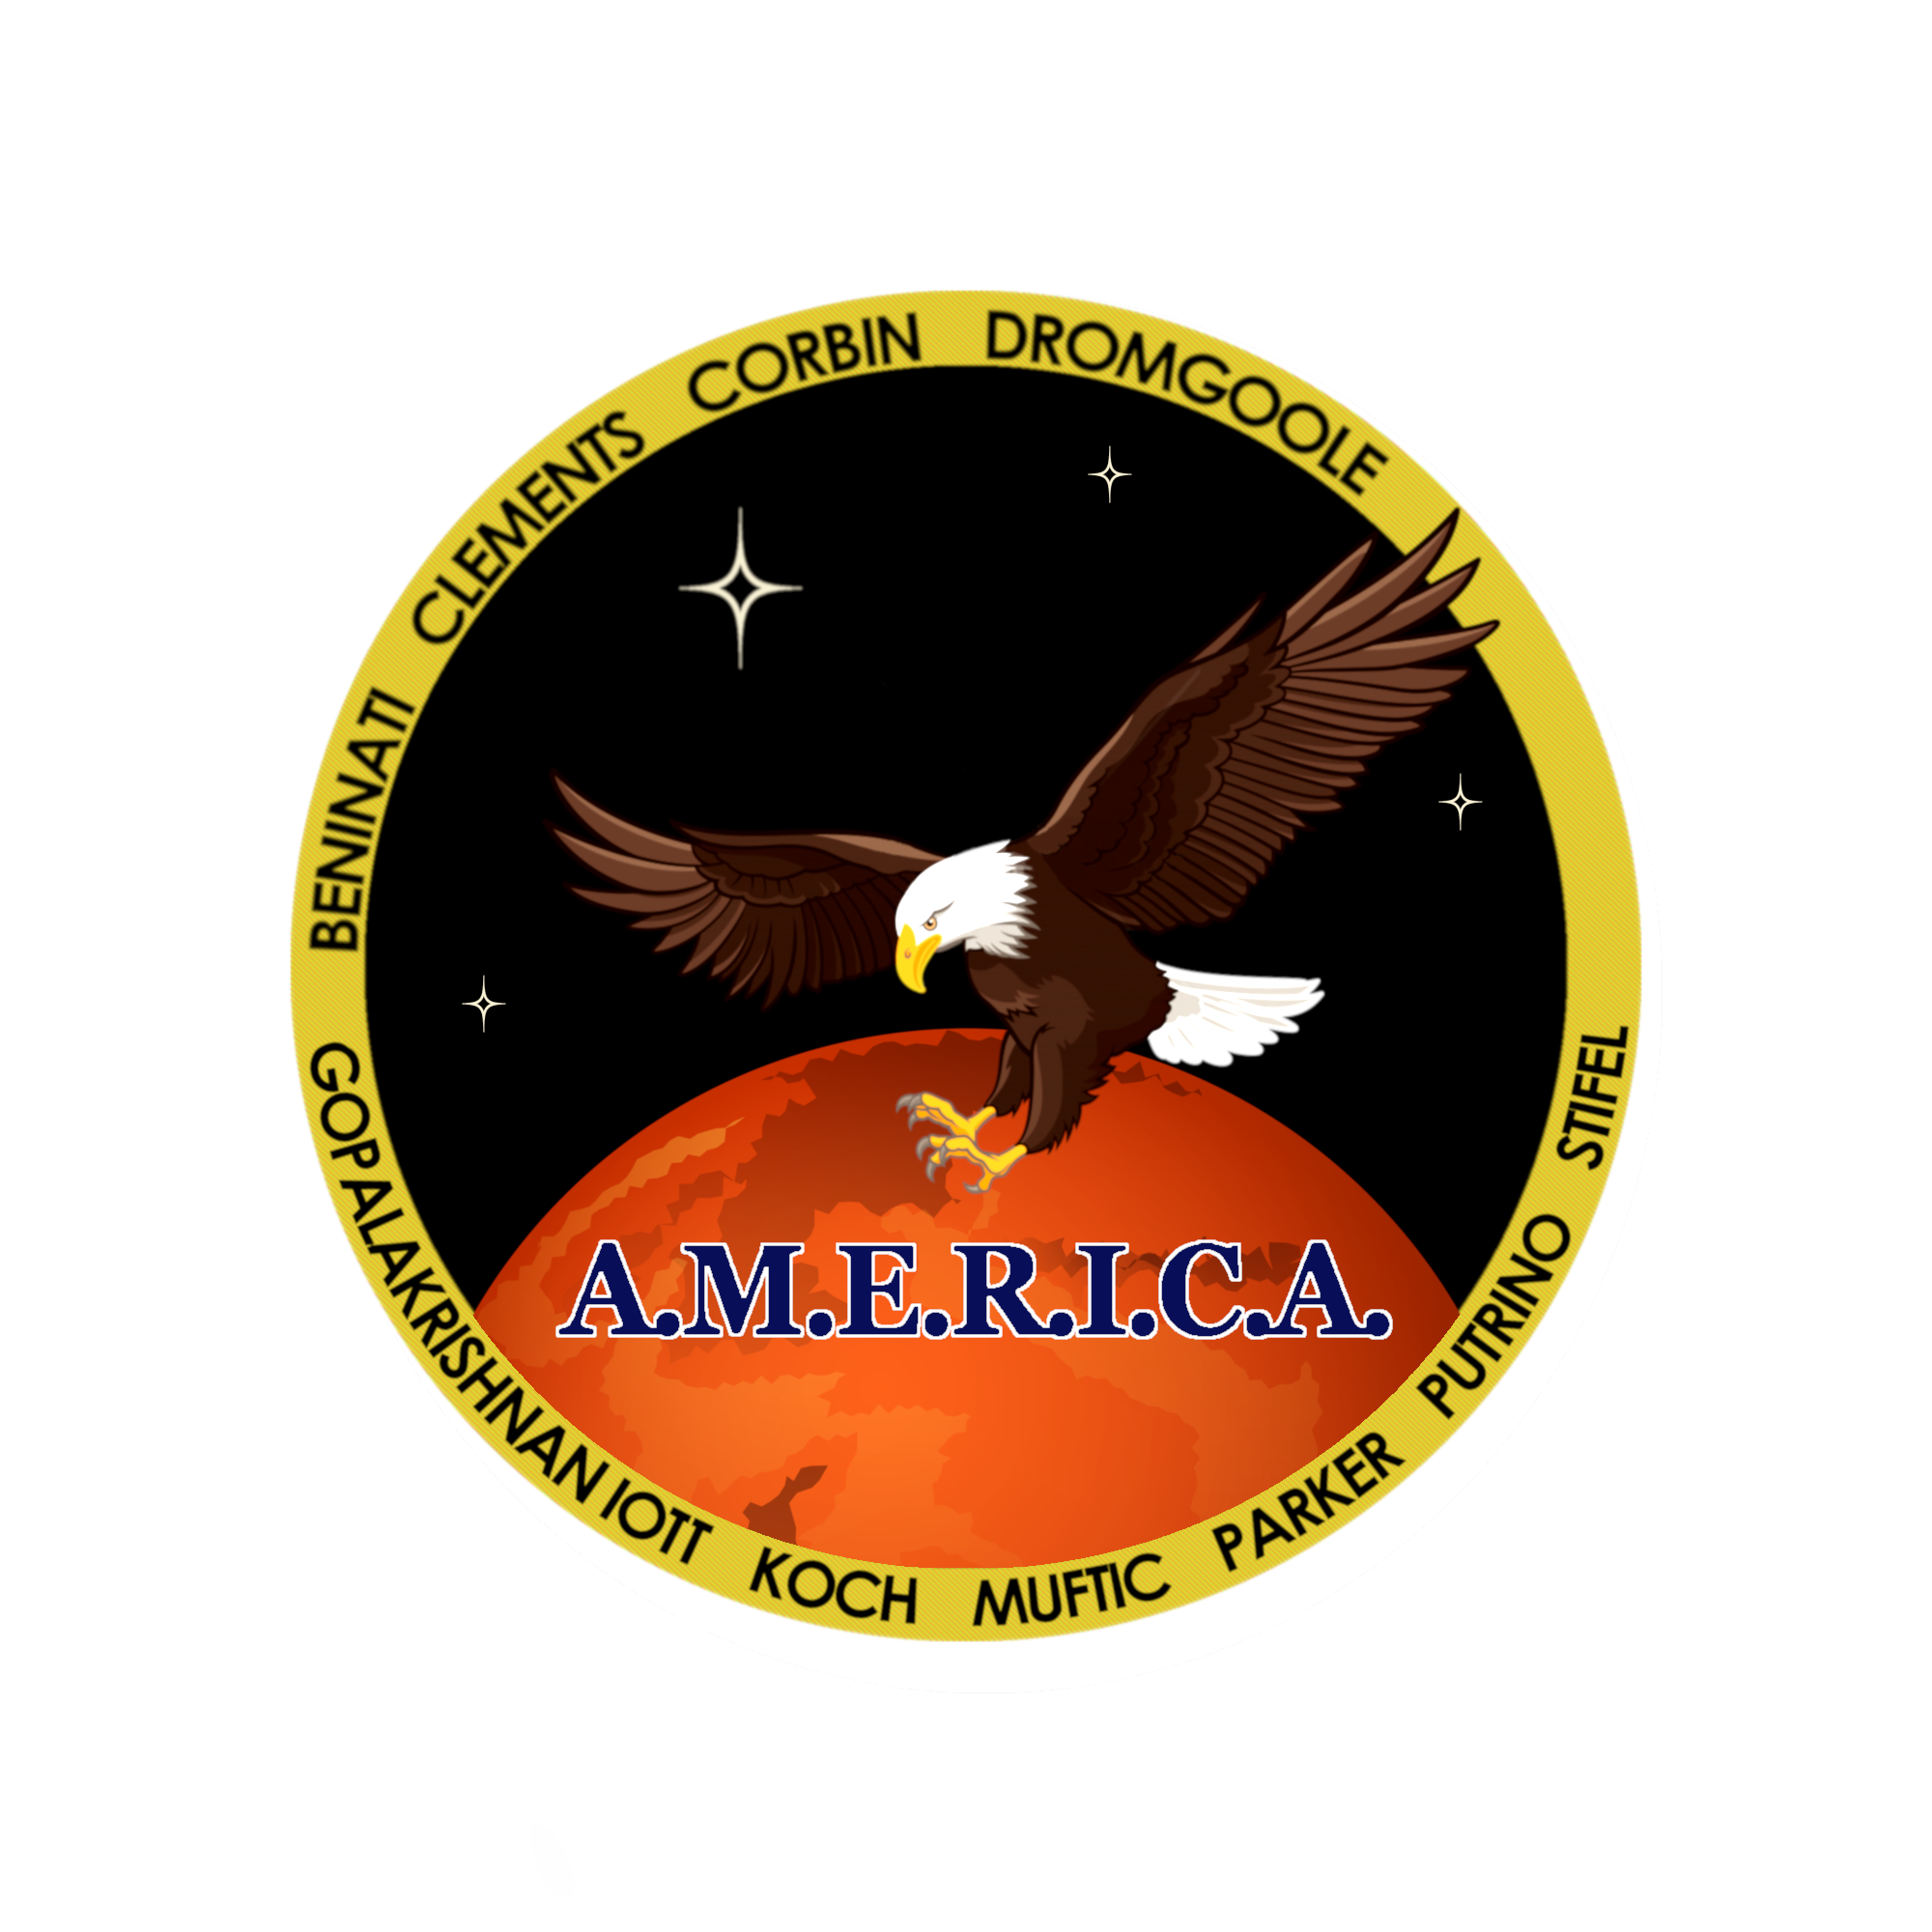 BENINATI CLEMENTS CORBIN DROMGOOLE
A.M.E.R.I.C.A.
GOPALAKRISHNAN IOTT KOCH MUFTIC PARKER PUTRINO STIFEL